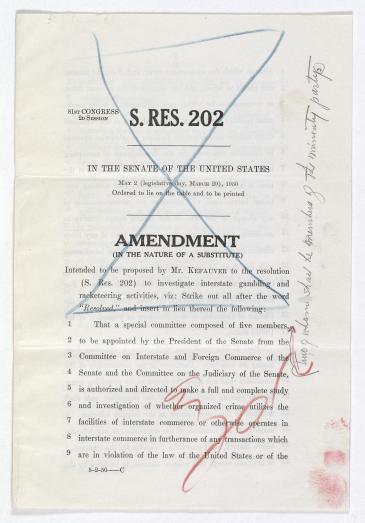 81ST CONGRESS
2D SESSION
S. RES. 202
IN THE SENATE OF THE UNITED STATES
MAY 2 (legislative day, MARCH 29), 1950
Ordered to lie on the table and to be printed
AMENDMENT
(IN THE NATURE OF A SUBSTITUTE)
Intended to be proposed by Mr. KEFAUVER to the resolution
(S. Res. 202) to investigate interstate gambling and
racketeering activities, viz: Strike out all after the word
"Resolved," and insert in lieu thereof the following:
1 That a special committee composed of five members,
2 to be appointed by the President of the Senate from the
3 Committee on Interstate and Foreign Commerce of the
4 Senate and the Committee on the Judiciary of the Senate,
5 is authorized and directed to make a full and complete study
6 and investigation of whether organized crime utilizes the
7 facilities of interstate commerce or otherwise operates in
8 interstate commerce in furtherance of any transactions which
9 are in violation of the law of the United States or of the
5-2-50——C
two of whom shall be members of the minority party